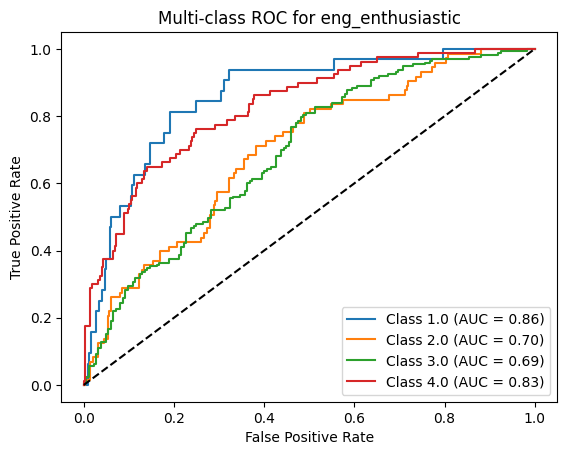 Multi-class ROC for eng_enthusiastic
True Positive Rate
1.0
0.8
0.6
0.4
0.2
0.0
Class 1.0 (AUC = 0.86)
Class 2.0 (AUC = 0.70)
Class 3.0 (AUC = 0.69)
Class 4.0 (AUC = 0.83)
0.0 0.2 0.4 0.6 0.8 1.0
False Positive Rate